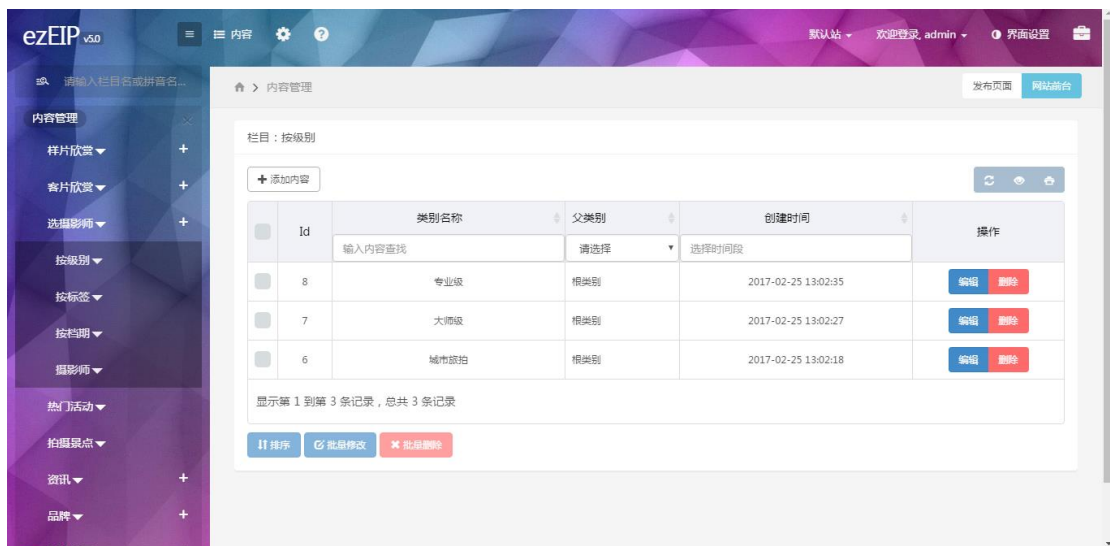 ezEIP v5.0
内容
默认站
欢迎登录, admin
界面设置
请输入栏目名或拼音名...
内容管理
样片欣赏
客片欣赏
选摄影师
按级别
按标签
按档期
摄影师
热门活动
拍摄景点
资讯
品牌
内容管理
发布页面
网站前台
栏目：按级别
添加内容
Id 类别名称 父类别 创建时间 操作
输入内容查找 请选择 选择时间段
8 专业级 根类别 2017-02-25 13:02:35 编辑 删除
7 大师级 根类别 2017-02-25 13:02:27 编辑 删除
6 城市旅拍 根类别 2017-02-25 13:02:18 编辑 删除
显示第 1 到第 3 条记录，总共 3 条记录
排序 批量修改 批量删除